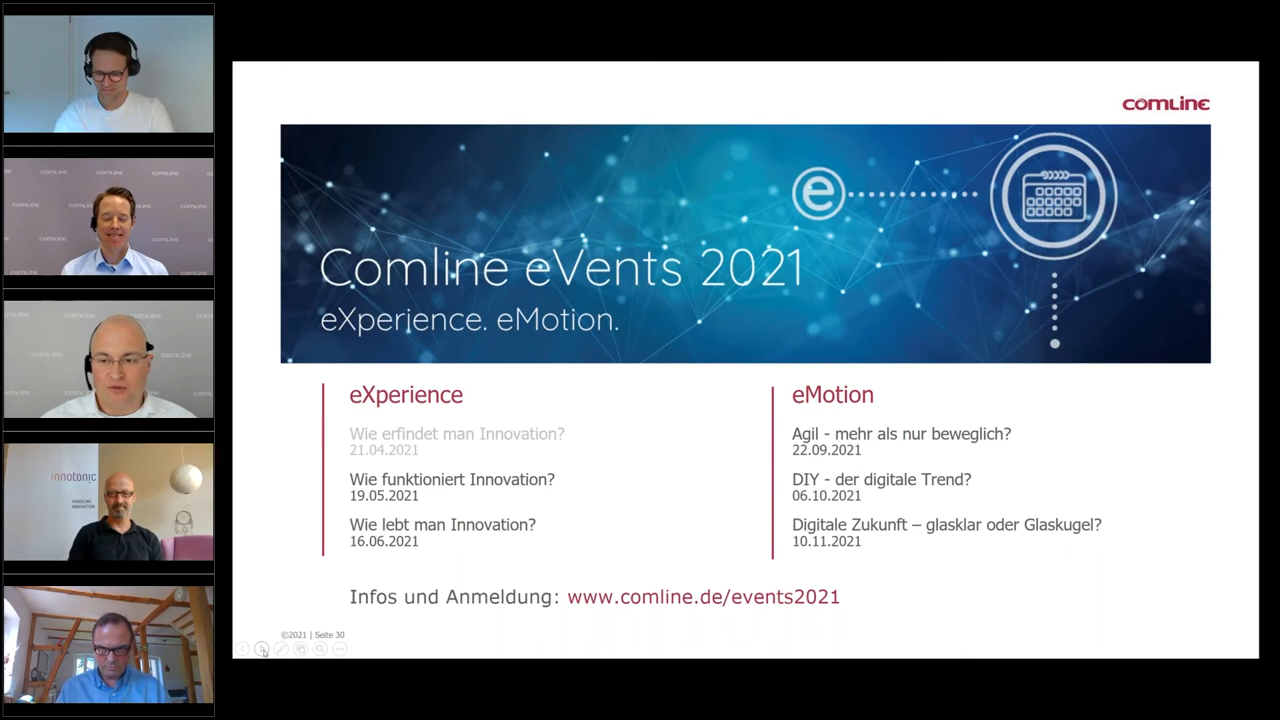 comline
e
Comline eVents 2021
eXperience. eMotion.
eXperience
Wie erfindet man Innovation?
21.04.2021
Wie funktioniert Innovation?
19.05.2021
Wie lebt man Innovation?
16.06.2021
eMotion
Agil - mehr als nur beweglich?
22.09.2021
DIY - der digitale Trend?
06.10.2021
Digitale Zukunft – glasklar oder Glaskugel?
10.11.2021
Infos und Anmeldung: www.comline.de/events2021
©2021 | Seite 30
innotonic
HANDLING
INNOVATION